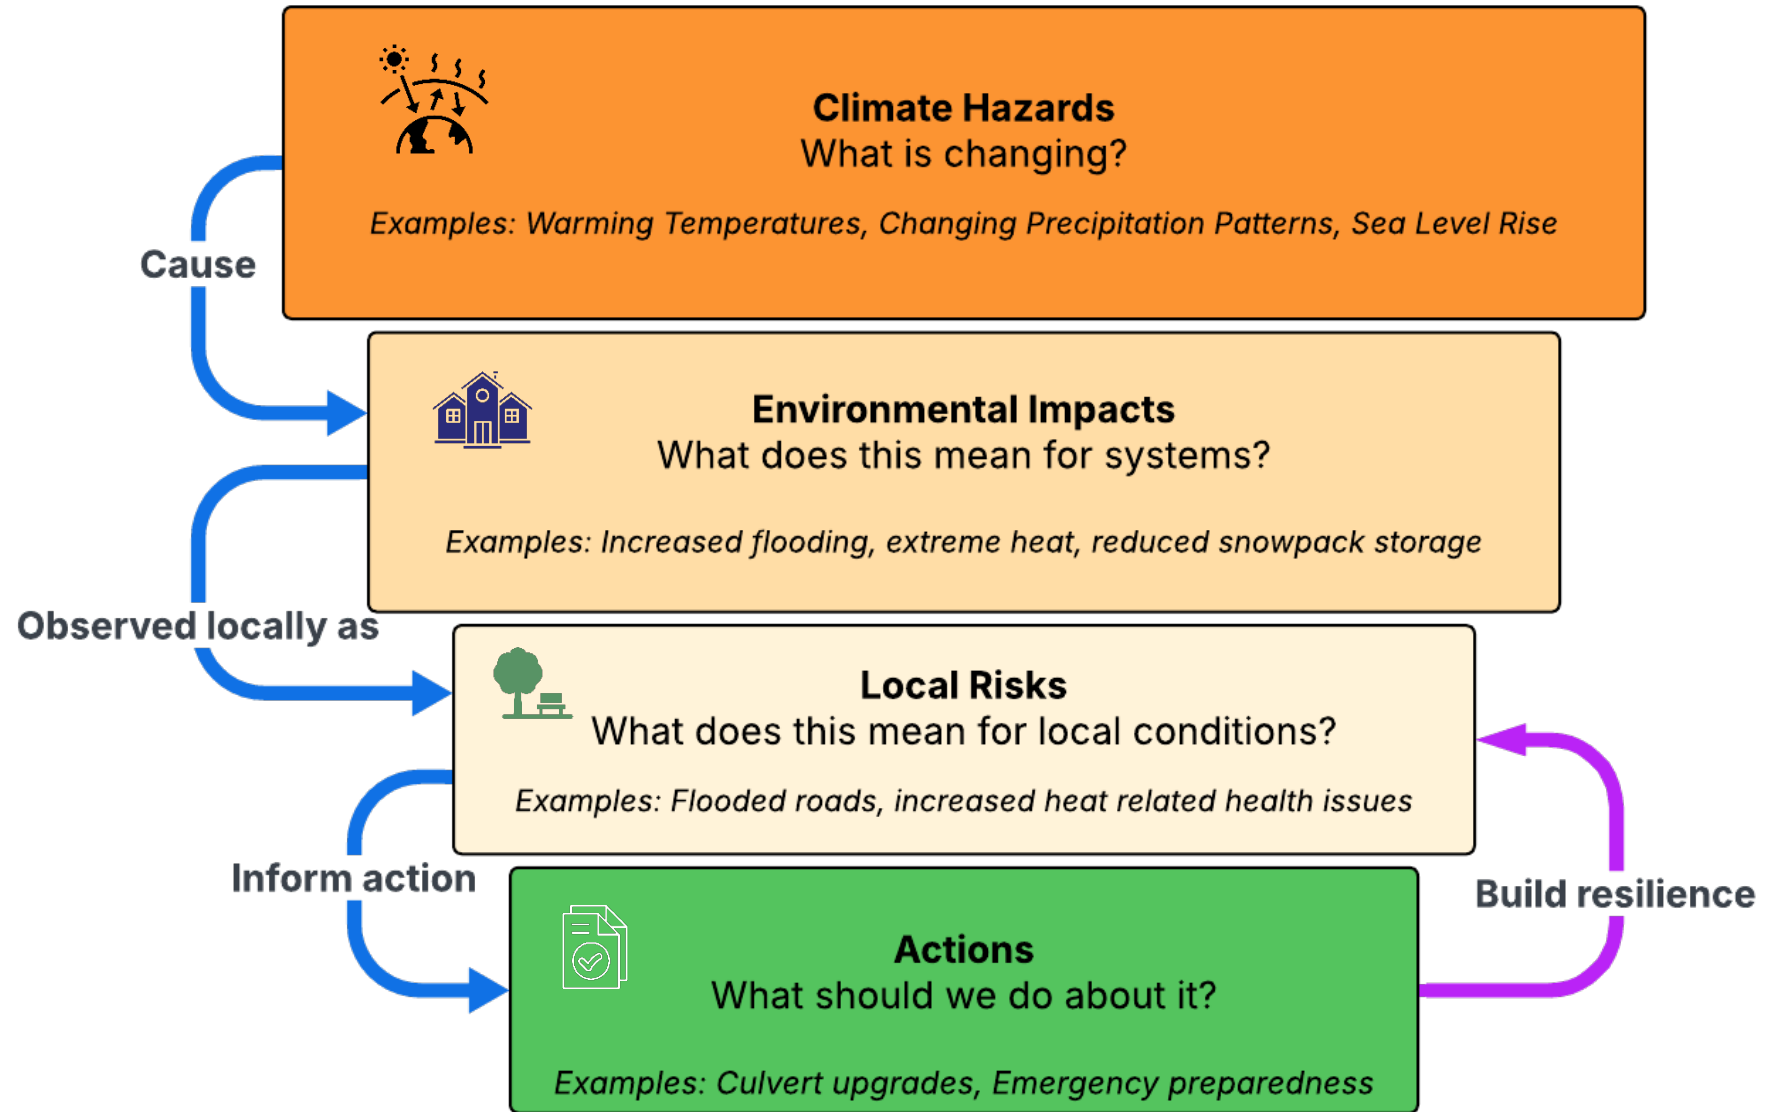 Climate Hazards
What is changing?
Examples: Warming Temperatures, Changing Precipitation Patterns, Sea Level Rise
Cause
Environmental Impacts
What does this mean for systems?
Examples: Increased flooding, extreme heat, reduced snowpack storage
Observed locally as
Local Risks
What does this mean for local conditions?
Examples: Flooded roads, increased heat related health issues
Inform action
Build resilience
Actions
What should we do about it?
Examples: Culvert upgrades, Emergency preparedness